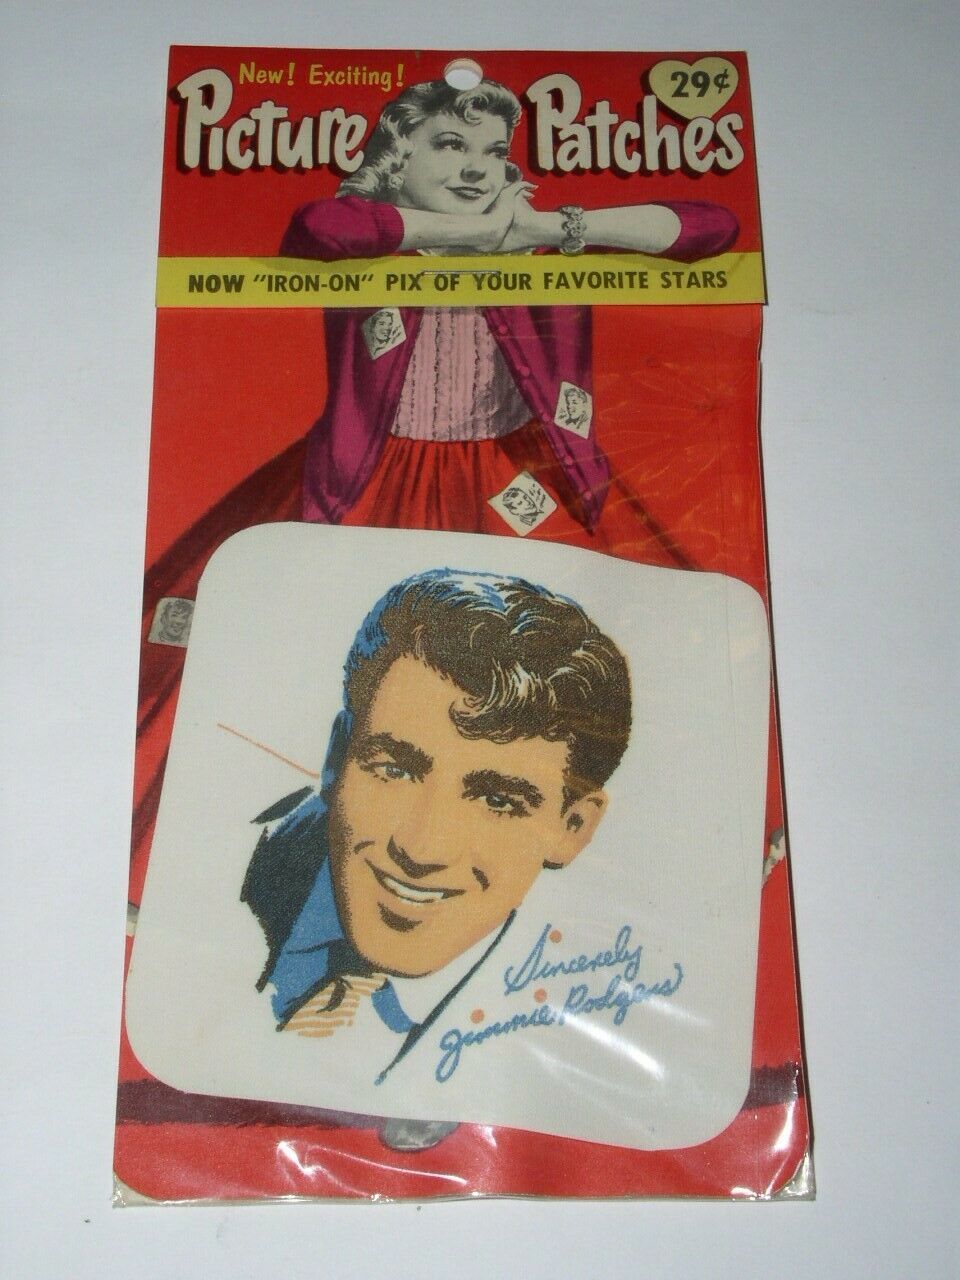 New! Exciting!
Picture Patches
29¢
NOW "IRON-ON" PIX OF YOUR FAVORITE STARS
Sincerely
Jimmie Rodgers